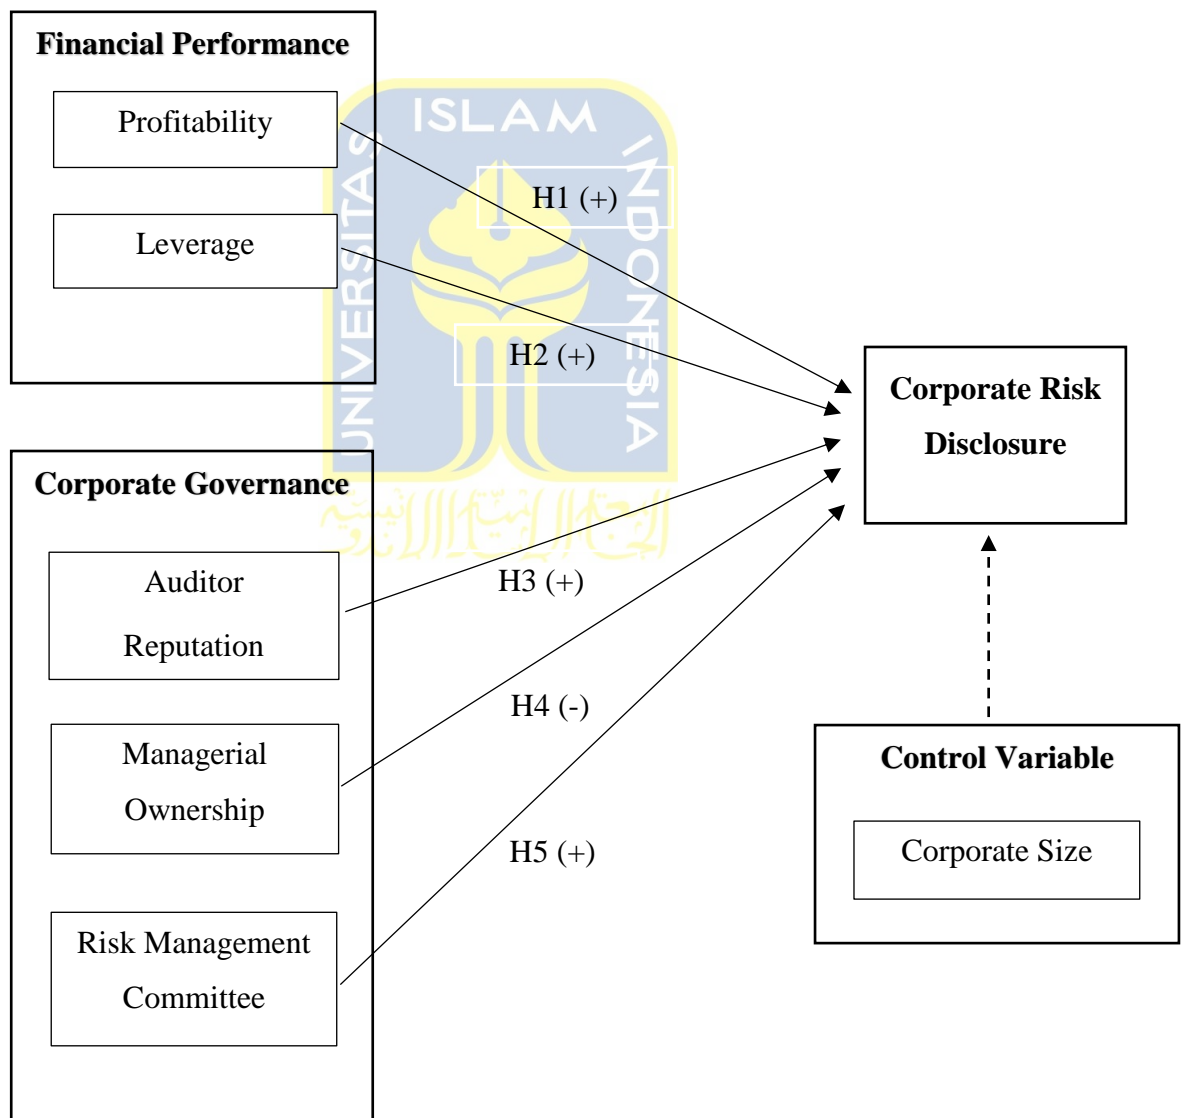 Financial Performance
Profitability
Leverage
UNIVERSITAS
ISLAM
INDONESIA
H1 (+)
H2 (+)
Corporate Risk
Disclosure
Corporate Governance
Auditor
Reputation
Managerial
Ownership
Risk Management
Committee
H3 (+)
H4 (-)
H5 (+)
Control Variable
Corporate Size